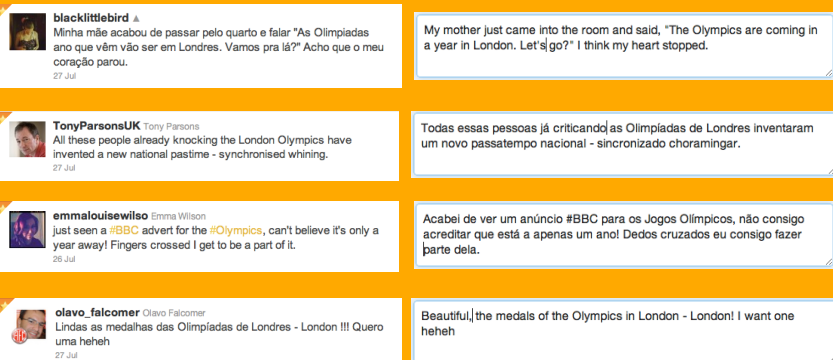 blacklittlebird ▲
Minha mãe acabou de passar pelo quarto e falar "As Olimpiadas
ano que vêm vão ser em Londres. Vamos pra lá?" Acho que o meu
coração parou.
27 Jul
My mother just came into the room and said, "The Olympics are coming in
a year in London. Let's go?" I think my heart stopped.
TonyParsonsUK Tony Parsons
All these people already knocking the London Olympics have
invented a new national pastime - synchronised whining.
27 Jul
Todas essas pessoas já criticando as Olimpíadas de Londres inventaram
um novo passatempo nacional - sincronizado choramingar.
emmalouisewilso Emma Wilson
just seen a #BBC advert for the #Olympics, can't believe it's only a
year away! Fingers crossed I get to be a part of it.
26 Jul
Acabei de ver um anúncio #BBC para os Jogos Olímpicos, não consigo
acreditar que está a apenas um ano! Dedos cruzados eu consigo fazer
parte dela.
olavo_falcomer Olavo Falcomer
Lindas as medalhas das Olimpíadas de Londres - London !!! Quero
uma heheh
27 Jul
Beautiful, the medals of the Olympics in London - London! I want one
heheh